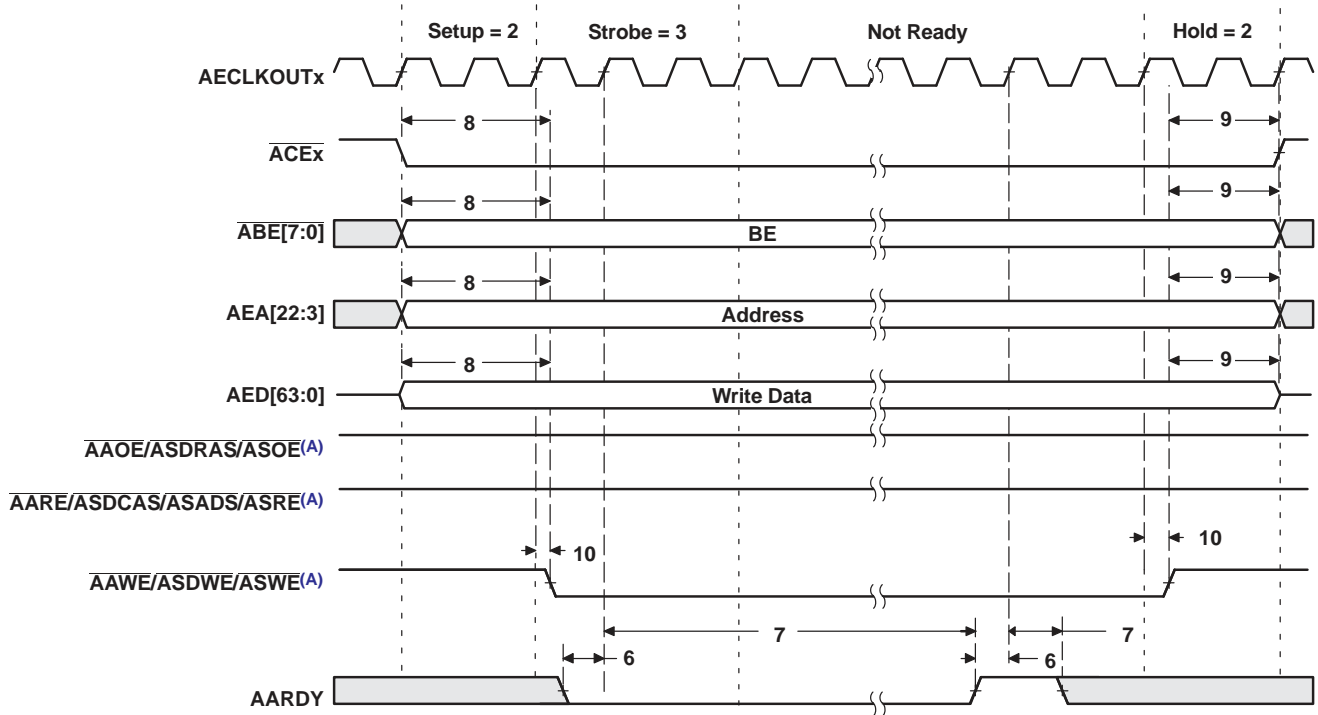 Setup = 2 Strobe = 3 Not Ready Hold = 2
AECLKOUTx
8 9
ACEx
8 9
ABE[7:0] BE
8 9
AEA[22:3] Address
8 9
AED[63:0] Write Data
AAOE/ASDRAS/ASOE(A)
AARE/ASDCAS/ASADS/ASRE(A)
10 10
AAWE/ASDWE/ASWE(A)
7 7
6 6
AARDY